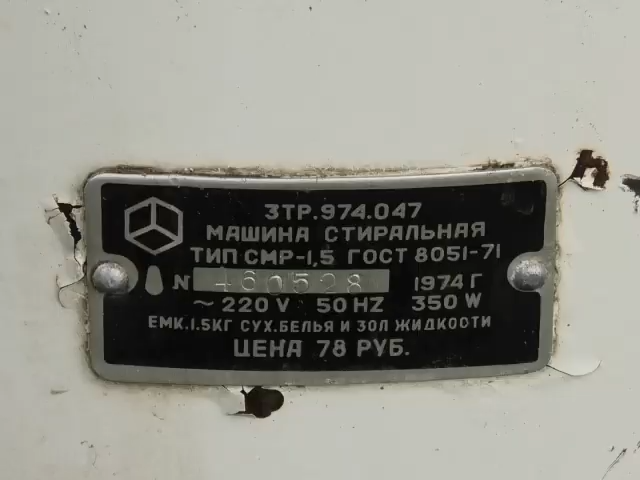 3ТР.974.047
МАШИНА СТИРАЛЬНАЯ
ТИП СМР-1,5 ГОСТ 8051-71
N 460528 1974 Г
~ 220 V 50 HZ 350 W
ЕМК.1.5КГ СУХ.БЕЛЬЯ И 30Л ЖИДКОСТИ
ЦЕНА 78 РУБ.